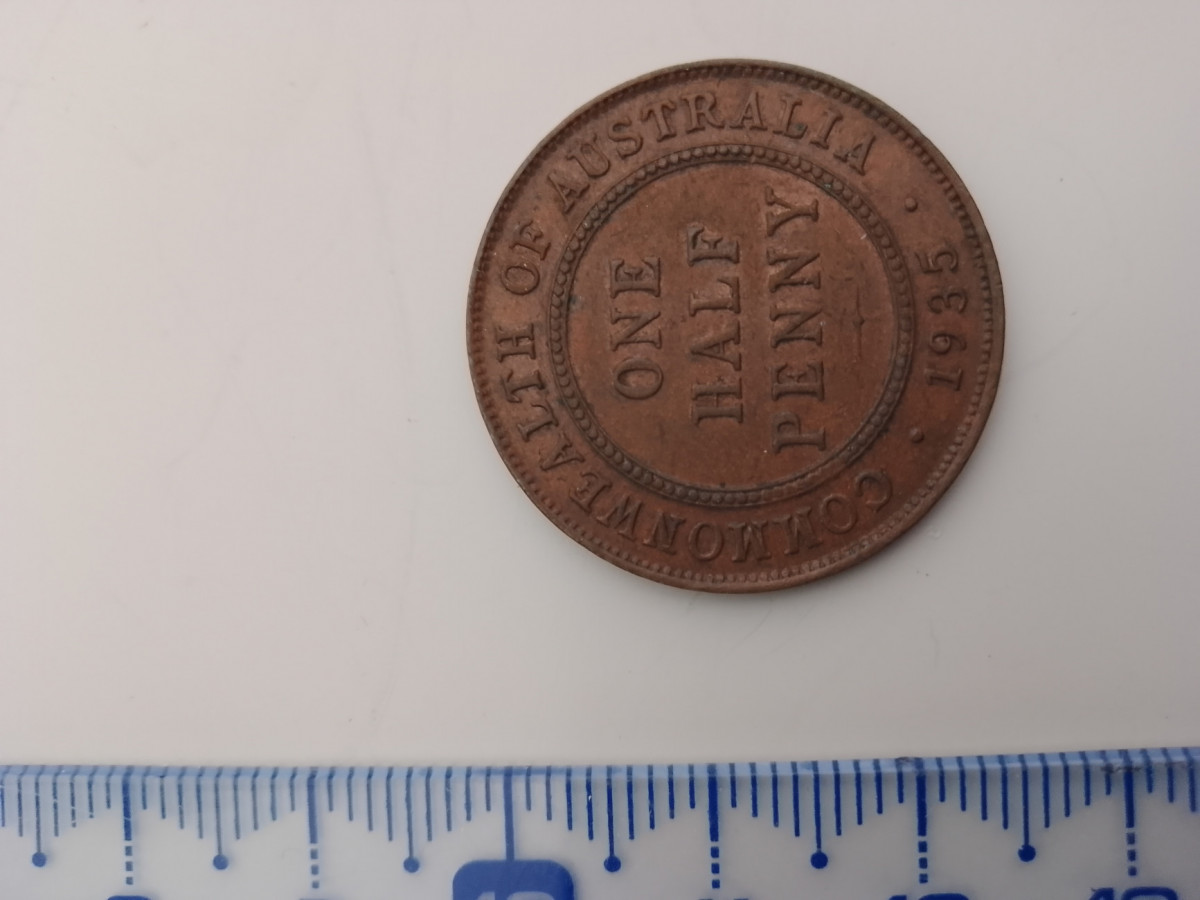 COMMONWEALTH OF AUSTRALIA
· 1935 ·
ONE
HALF
PENNY